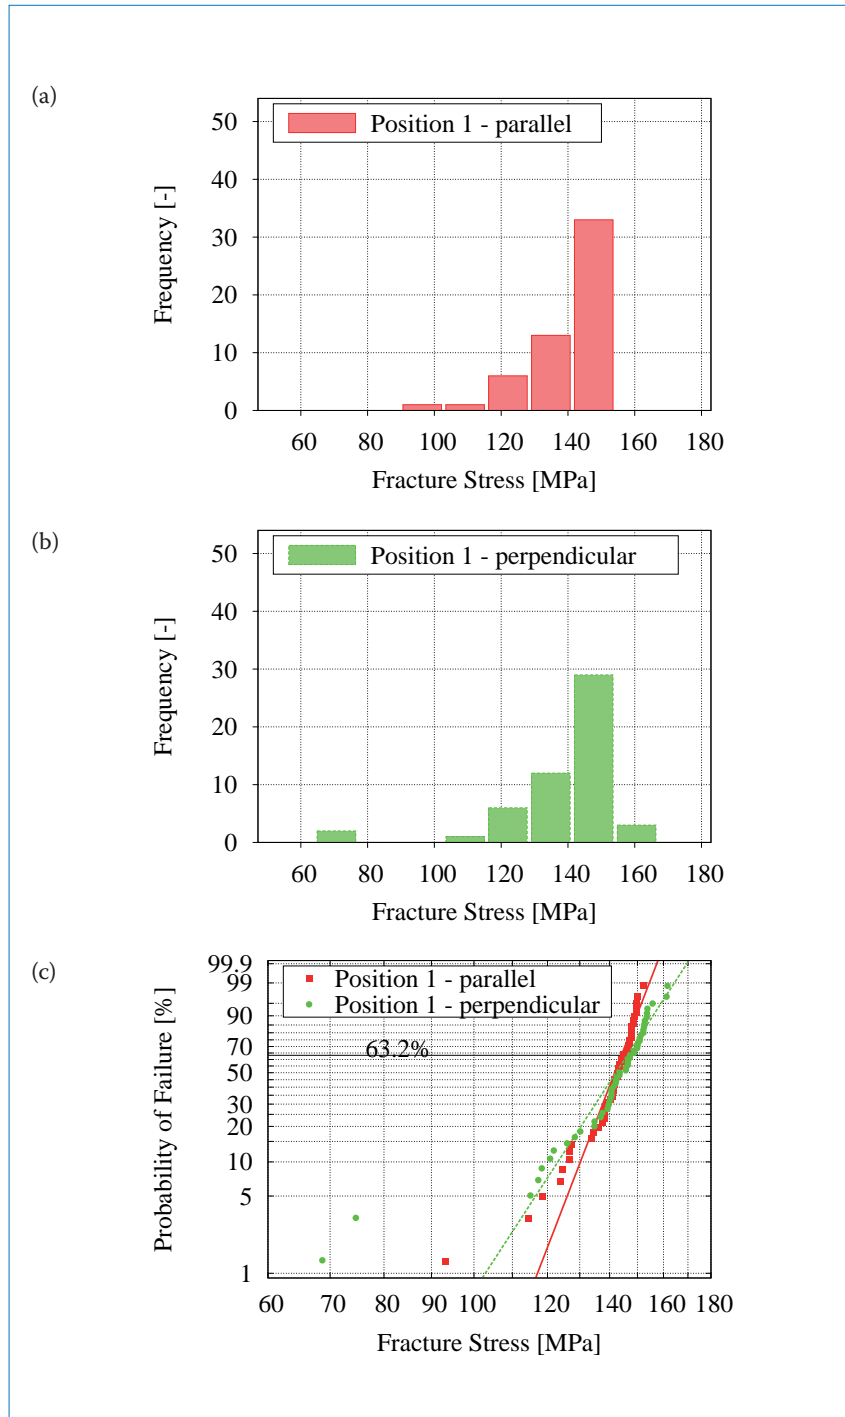 (a)
Position 1 - parallel
50
40
30
20
10
0
Frequency [-]
60 80 100 120 140 160 180
Fracture Stress [MPa]
(b)
Position 1 - perpendicular
50
40
30
20
10
0
Frequency [-]
60 80 100 120 140 160 180
Fracture Stress [MPa]
(c)
Position 1 - parallel
Position 1 - perpendicular
99.9
99
90
70
63.2%
50
30
20
10
5
1
Probability of Failure [%]
60 70 80 90 100 120 140 160 180
Fracture Stress [MPa]